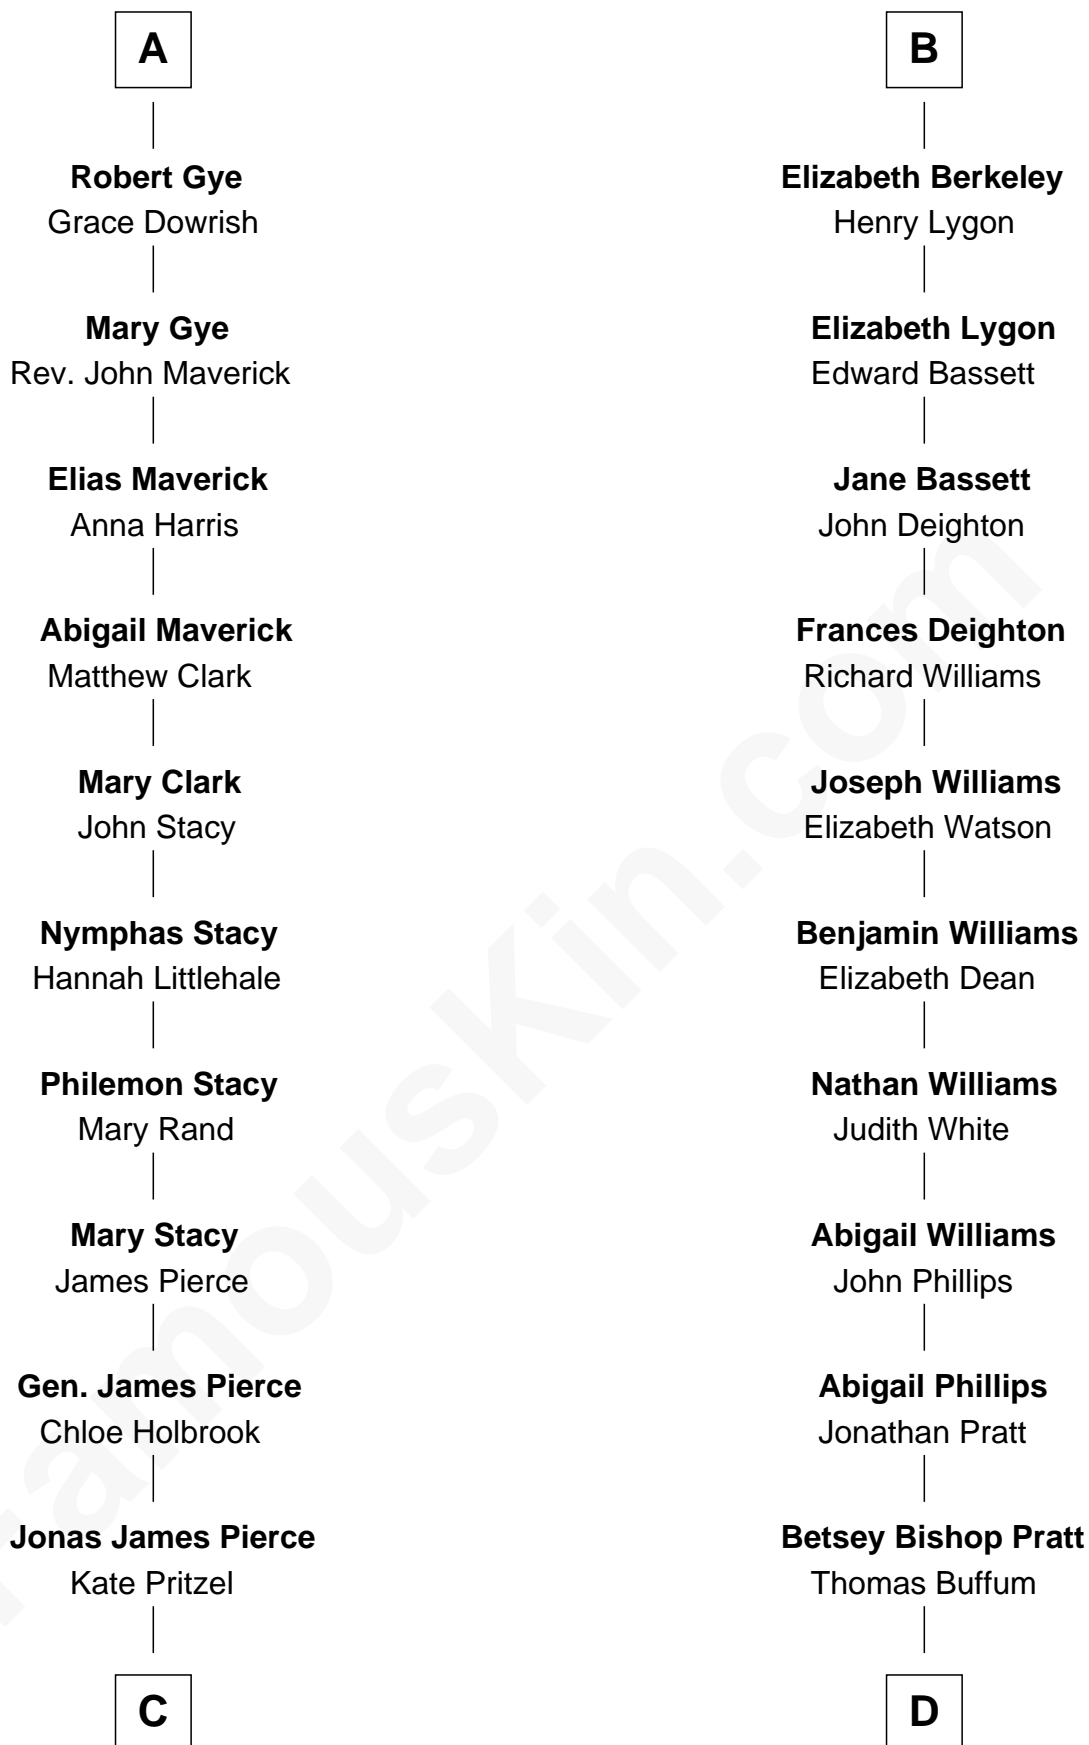 A
Robert Gye
Grace Dowrish
Mary Gye
Rev. John Maverick
Elias Maverick
Anna Harris
Abigail Maverick
Matthew Clark
Mary Clark
John Stacy
Nymphas Stacy
Hannah Littlehale
Philemon Stacy
Mary Rand
Mary Stacy
James Pierce
Gen. James Pierce
Chloe Holbrook
Jonas James Pierce
Kate Pritzel
C
B
Elizabeth Berkeley
Henry Lygon
Elizabeth Lygon
Edward Bassett
Jane Bassett
John Deighton
Frances Deighton
Richard Williams
Joseph Williams
Elizabeth Watson
Benjamin Williams
Elizabeth Dean
Nathan Williams
Judith White
Abigail Williams
John Phillips
Abigail Phillips
Jonathan Pratt
Betsey Bishop Pratt
Thomas Buffum
D
FamousKin.com